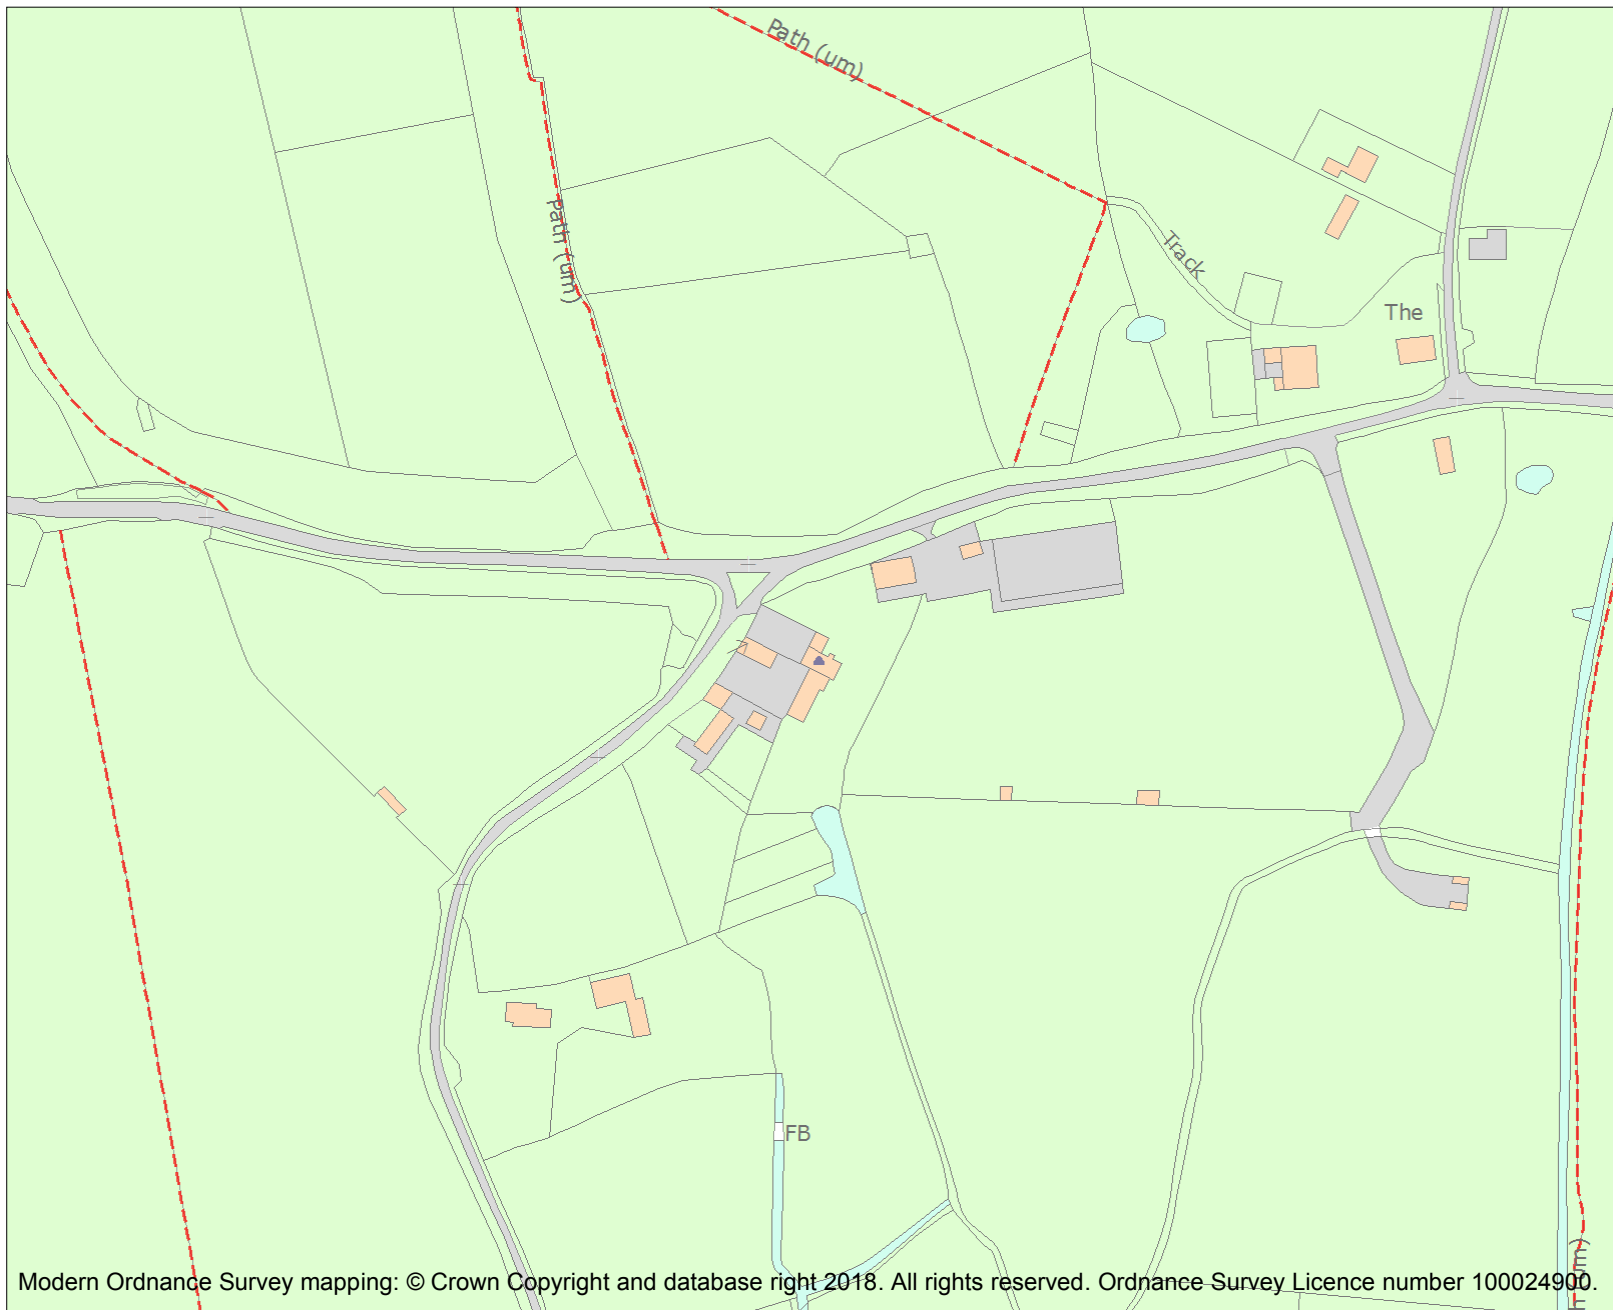 Path (um)
Path (um)
Track
The
FB
Modern Ordnance Survey mapping: © Crown Copyright and database right 2018. All rights reserved. Ordnance Survey Licence number 100024900.